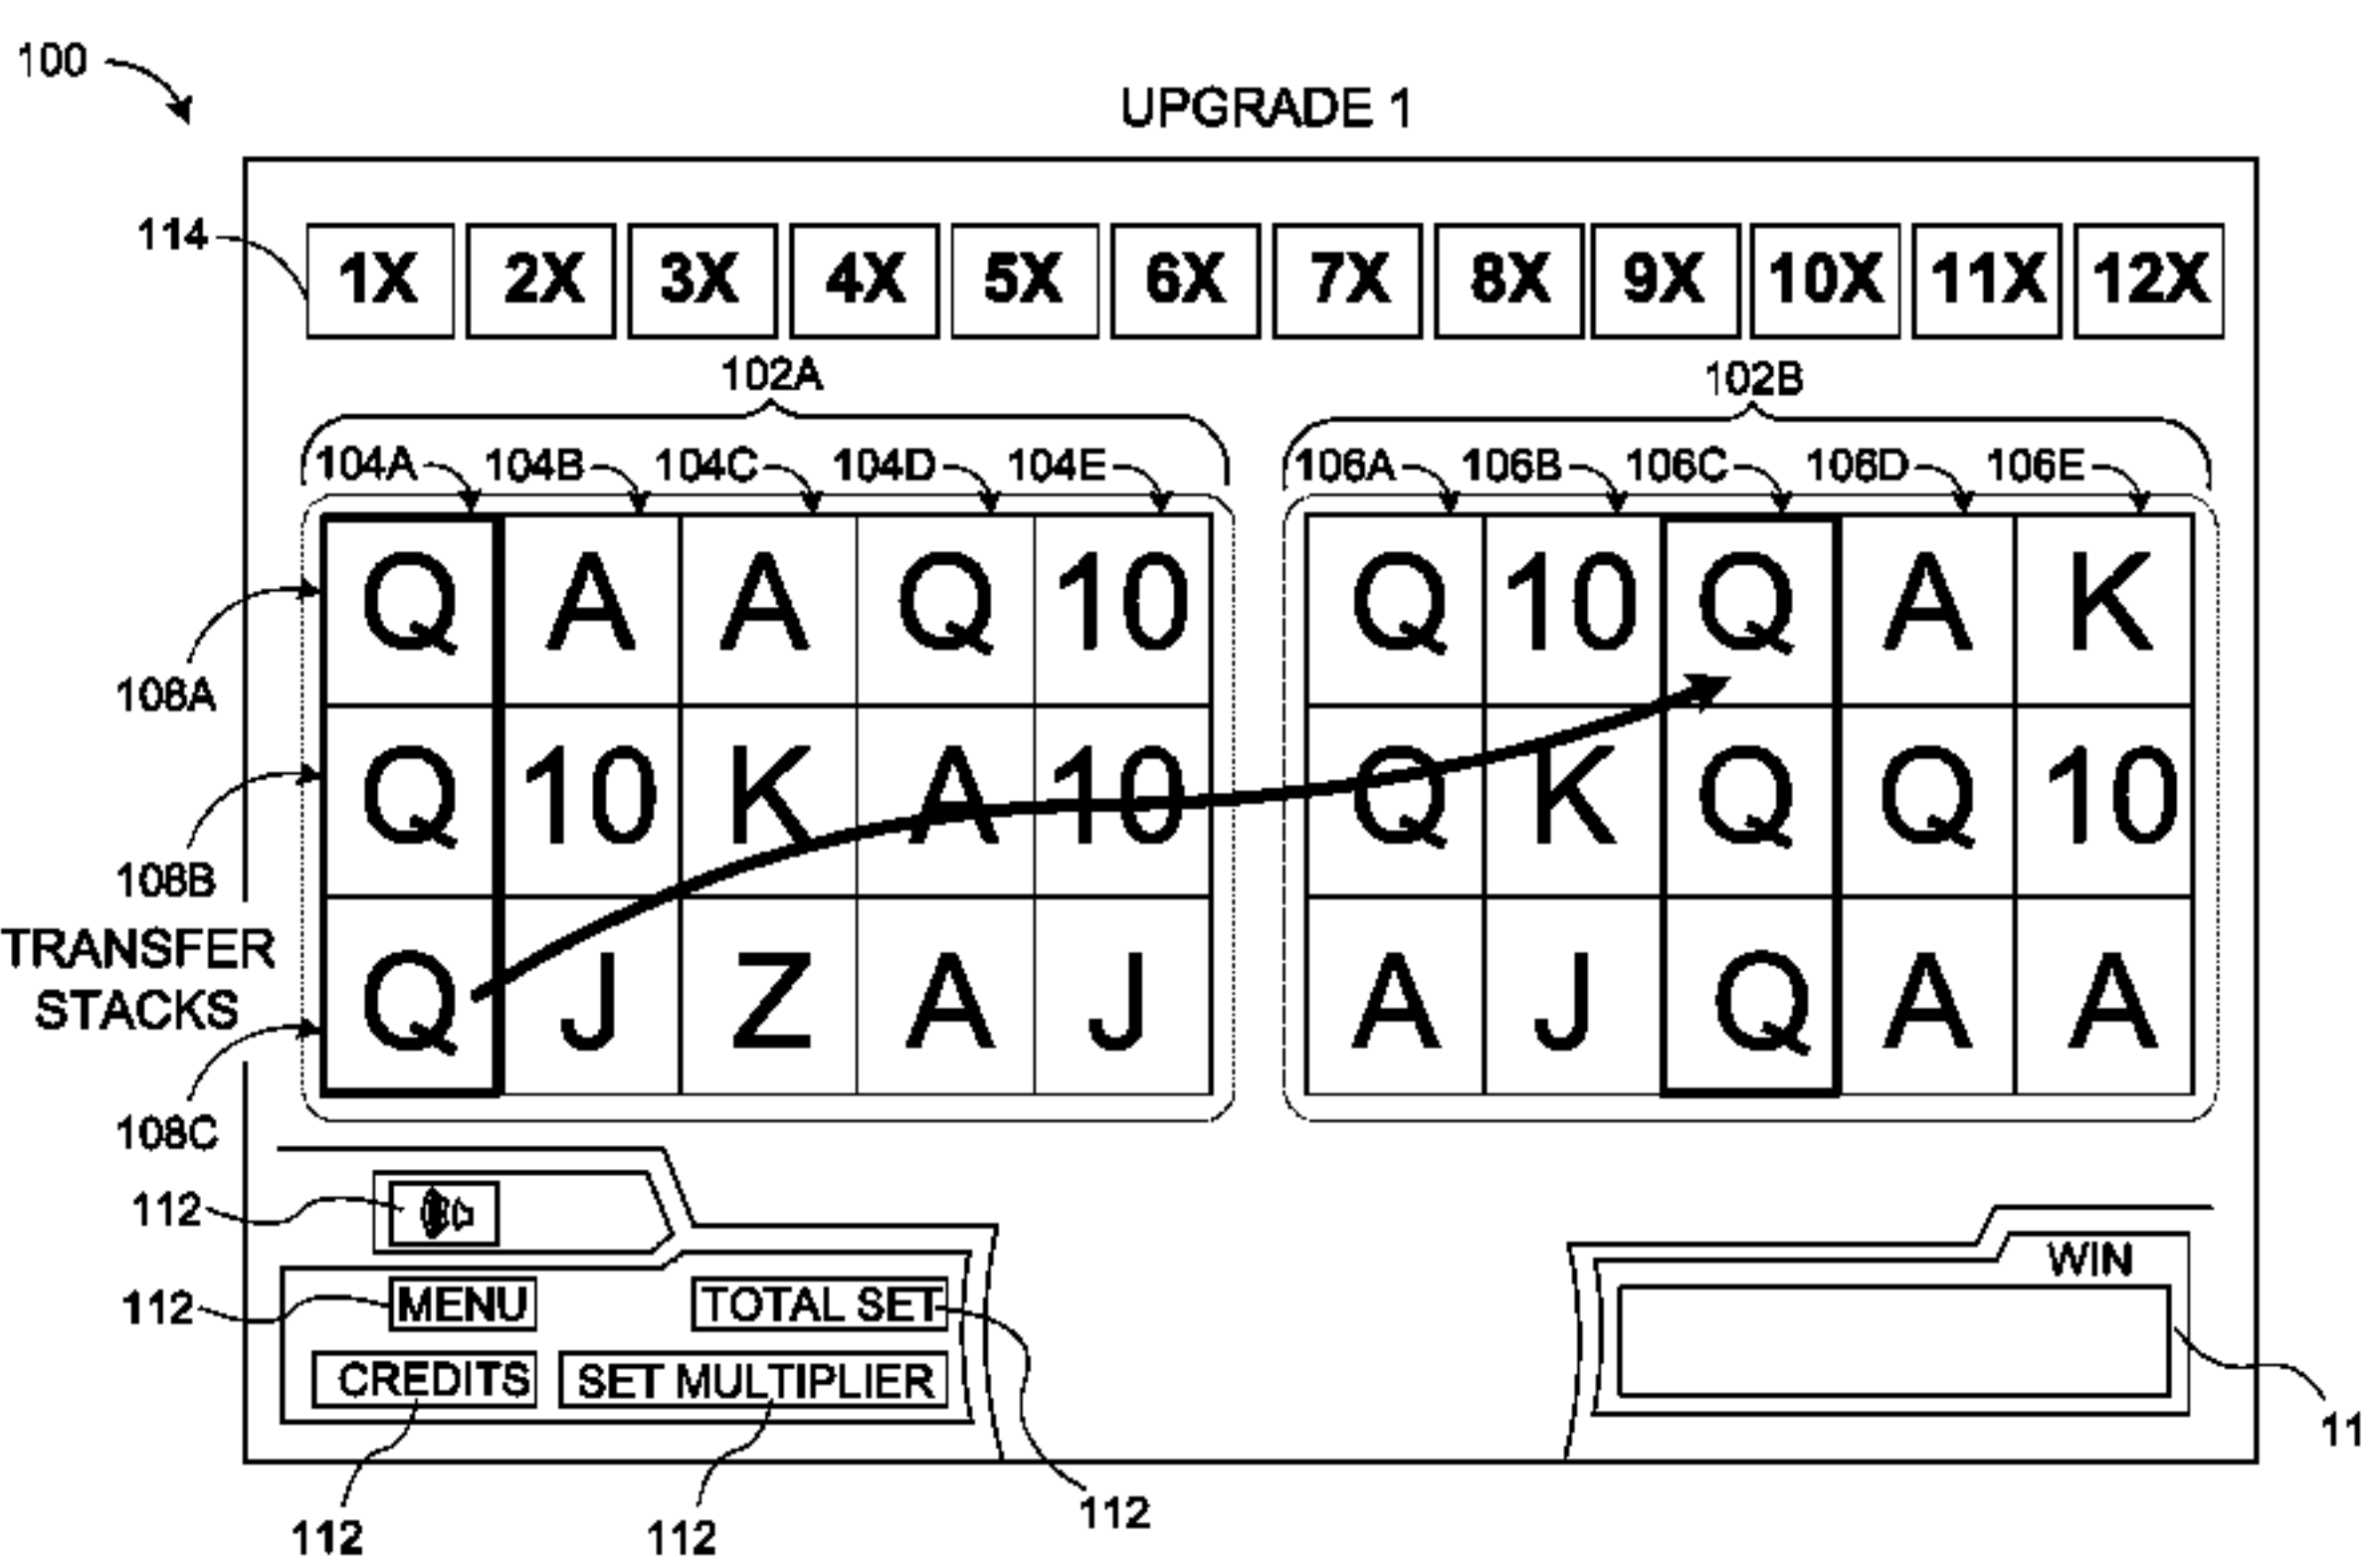 100
UPGRADE 1
114
1X 2X 3X 4X 5X 6X 7X 8X 9X 10X 11X 12X
102A 102B
104A 104B 104C 104D 104E 106A 106B 106C 106D 106E
Q A A Q 10 Q 10 Q A K
108A
Q 10 K A 10 Q K Q Q 10
108B
TRANSFER
STACKS
Q J Z A J A J Q A A
108C
112
WIN
112 MENU TOTAL SET
CREDITS SET MULTIPLIER
11
112 112 112